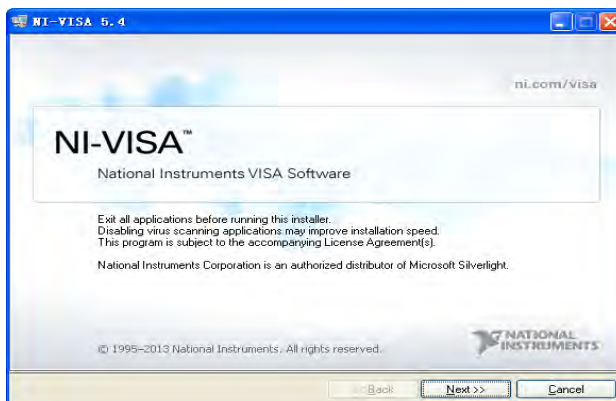 NI-VISA 5.4
ni.com/visa
NI-VISA™
National Instruments VISA Software
Exit all applications before running this installer.
Disabling virus scanning applications may improve installation speed.
This program is subject to the accompanying License Agreement(s).
National Instruments Corporation is an authorized distributor of Microsoft Silverlight.
© 1995–2013 National Instruments. All rights reserved.
NATIONAL
INSTRUMENTS
<< Back Next >> Cancel